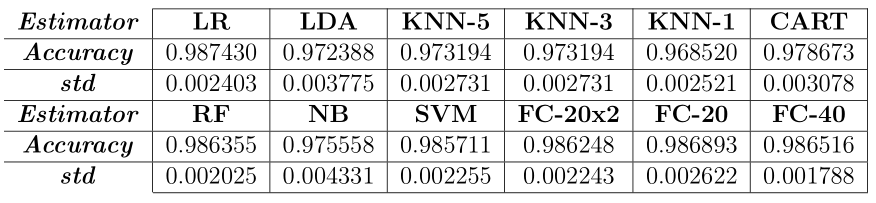 Estimator LR LDA KNN-5 KNN-3 KNN-1 CART
Accuracy 0.987430 0.972388 0.973194 0.973194 0.968520 0.978673
std 0.002403 0.003775 0.002731 0.002731 0.002521 0.003078
Estimator RF NB SVM FC-20x2 FC-20 FC-40
Accuracy 0.986355 0.975558 0.985711 0.986248 0.986893 0.986516
std 0.002025 0.004331 0.002255 0.002243 0.002622 0.001788